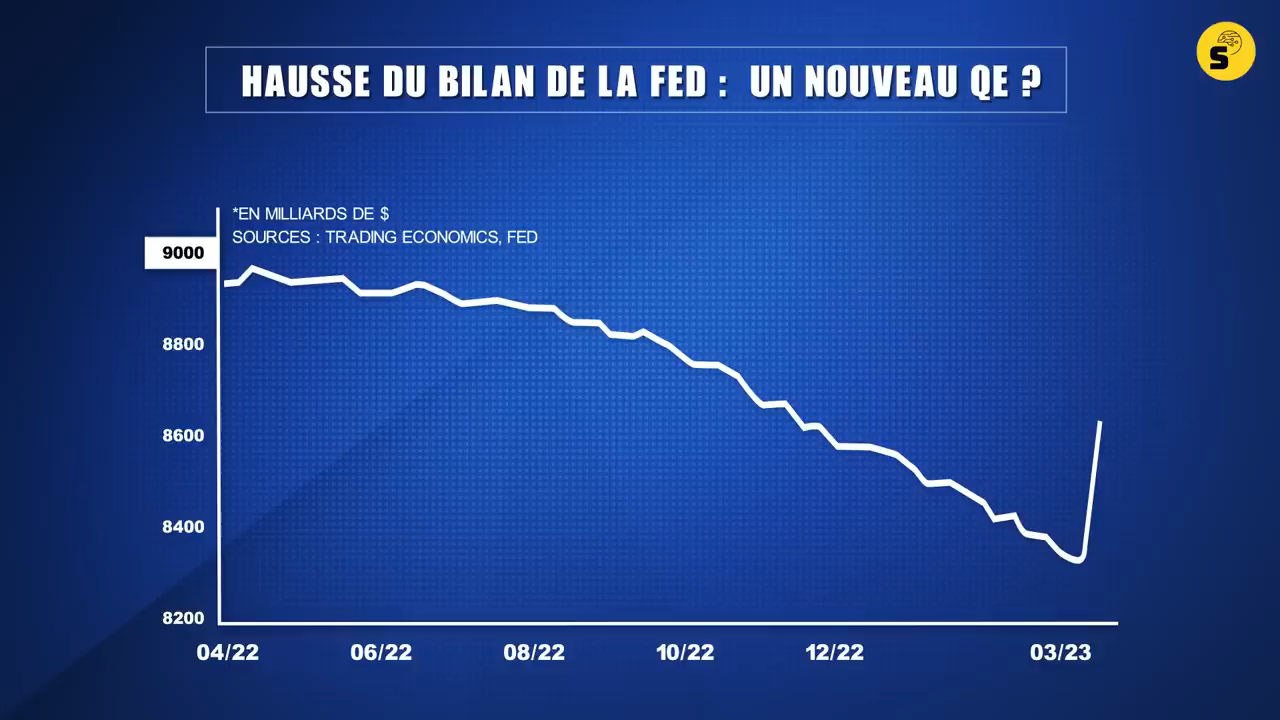 HAUSSE DU BILAN DE LA FED : UN NOUVEAU QE ?
S
*EN MILLIARDS DE $
SOURCES : TRADING ECONOMICS, FED
9000
8800
8600
8400
8200
04/22 06/22 08/22 10/22 12/22 03/23